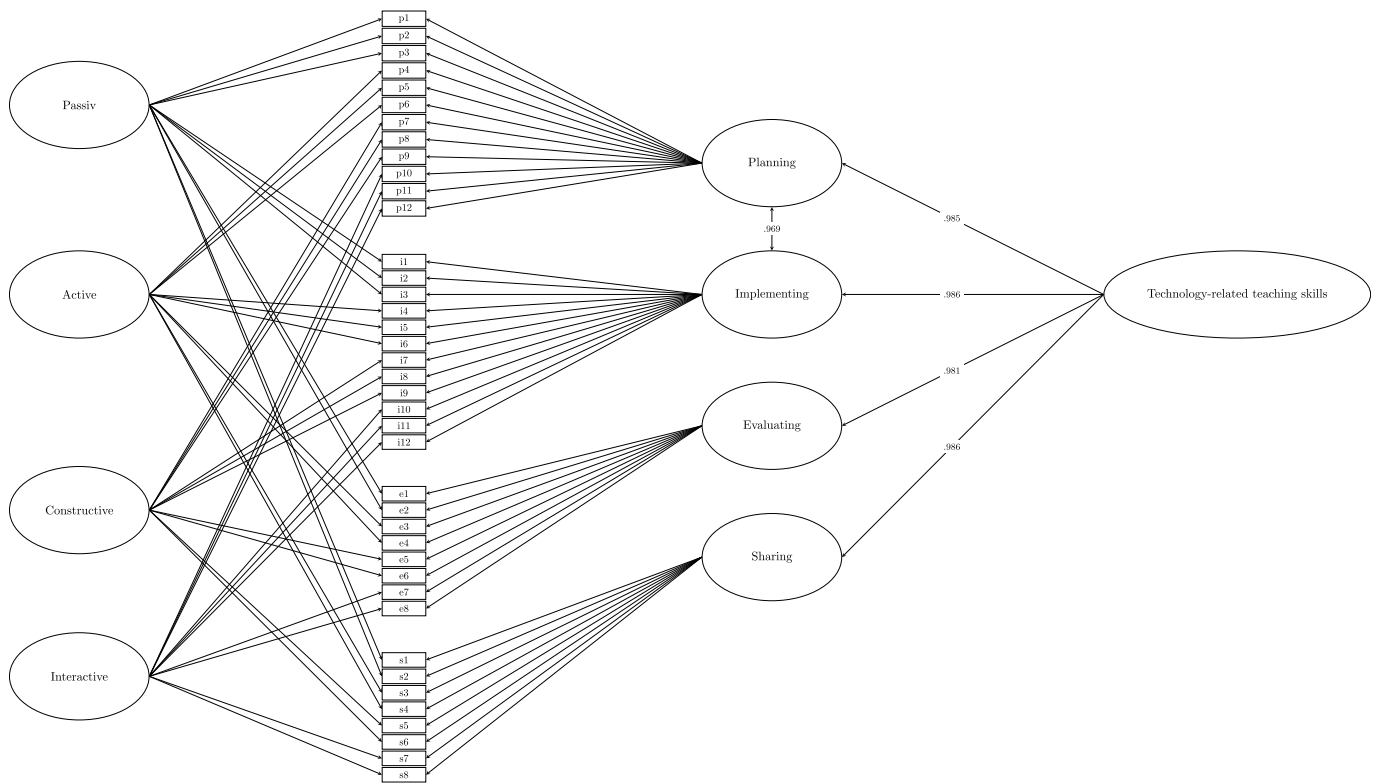 Passiv
Active
Constructive
Interactive
p1
p2
p3
p4
p5
p6
p7
p8
p9
p10
p11
p12
i1
i2
i3
i4
i5
i6
i7
i8
i9
i10
i11
i12
e1
e2
e3
e4
e5
e6
e7
e8
s1
s2
s3
s4
s5
s6
s7
s8
Planning
.969
Implementing
Evaluating
Sharing
.985
.986
.981
.986
Technology-related teaching skills